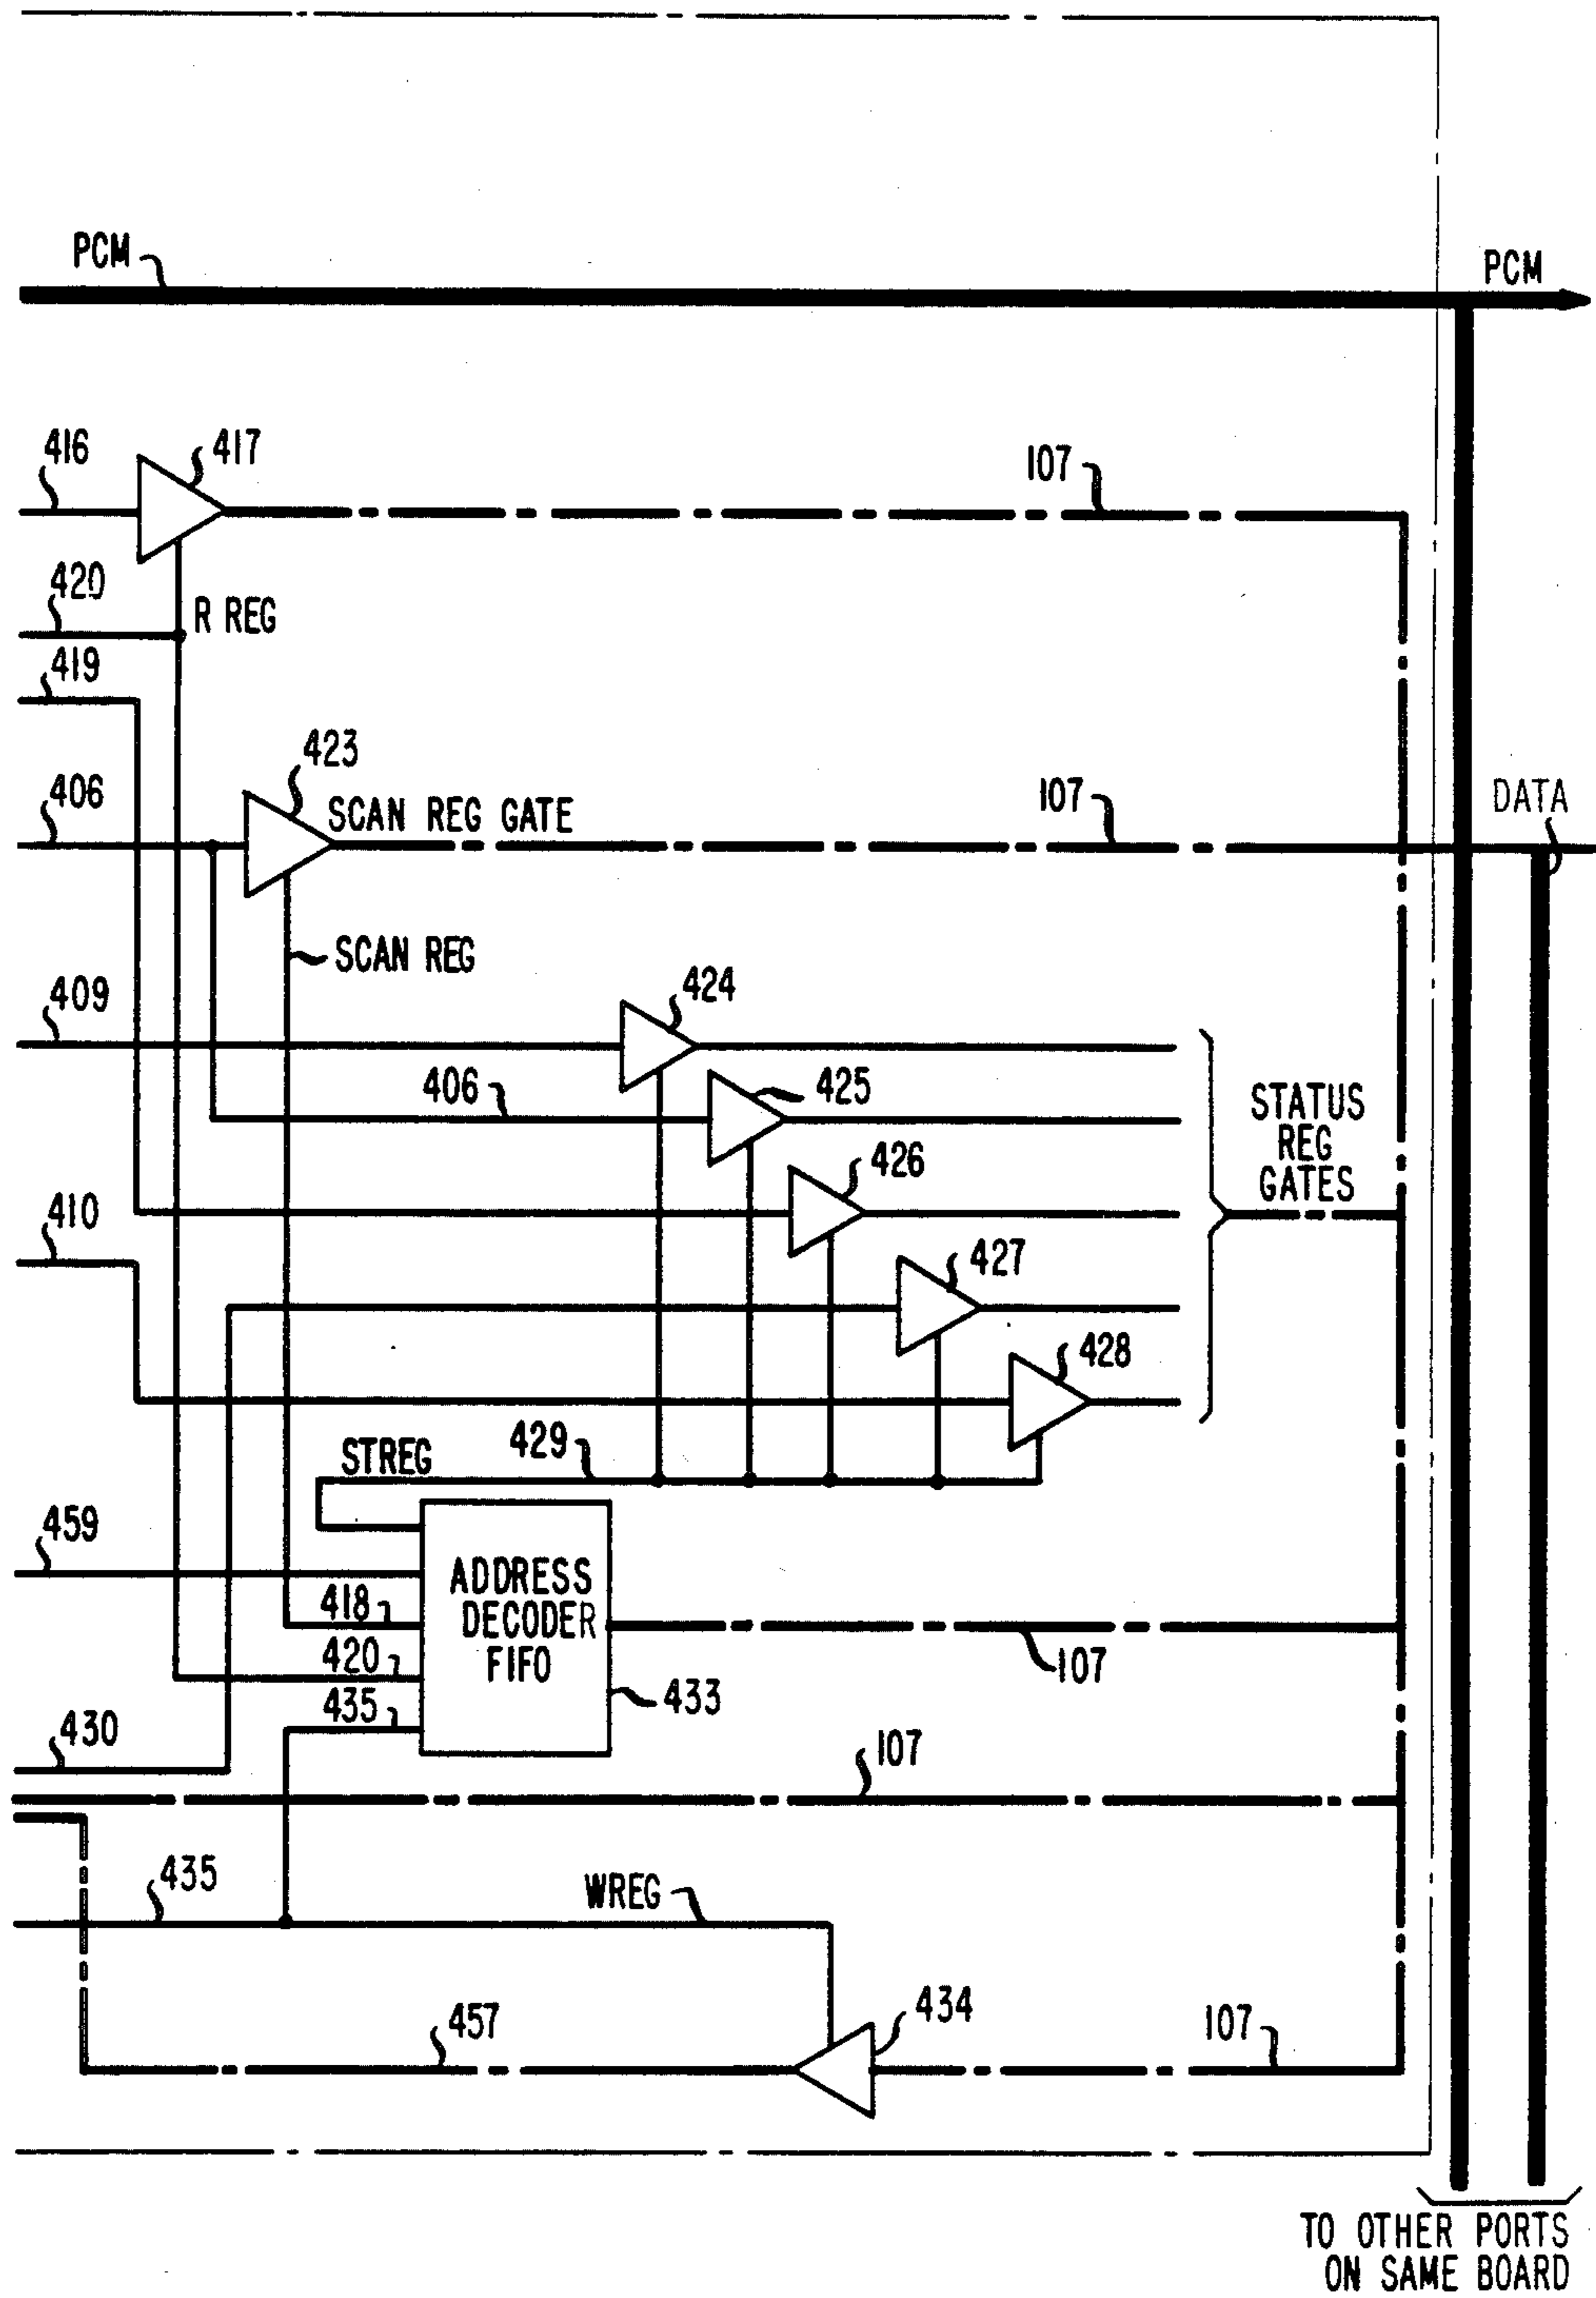 PCM
PCM
416
417
107
420
R REG
419
423
406
SCAN REG GATE
107
DATA
SCAN REG
409
424
406
425
STATUS
REG
GATES
426
410
427
428
STREG
429
459
ADDRESS
DECODER
FIFO
418
420
435
107
433
430
107
435
WREG
457
434
107
TO OTHER PORTS
ON SAME BOARD